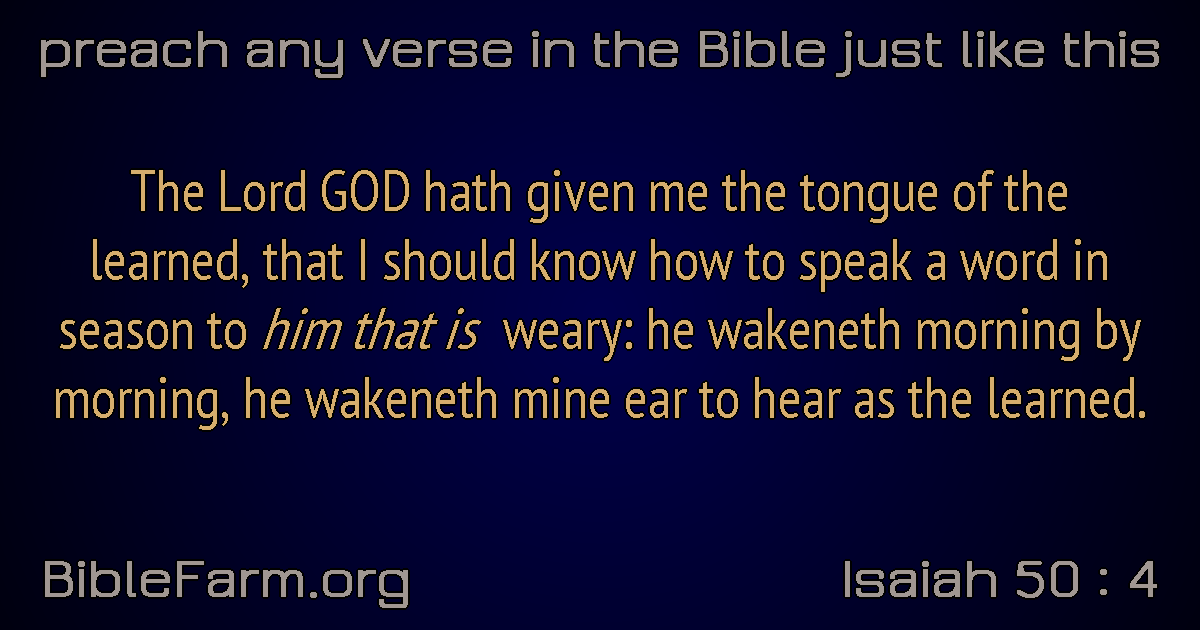 preach any verse in the Bible just like this
The Lord GOD hath given me the tongue of the
learned, that I should know how to speak a word in
season to him that is weary: he wakeneth morning by
morning, he wakeneth mine ear to hear as the learned.
BibleFarm.org
Isaiah 50 : 4